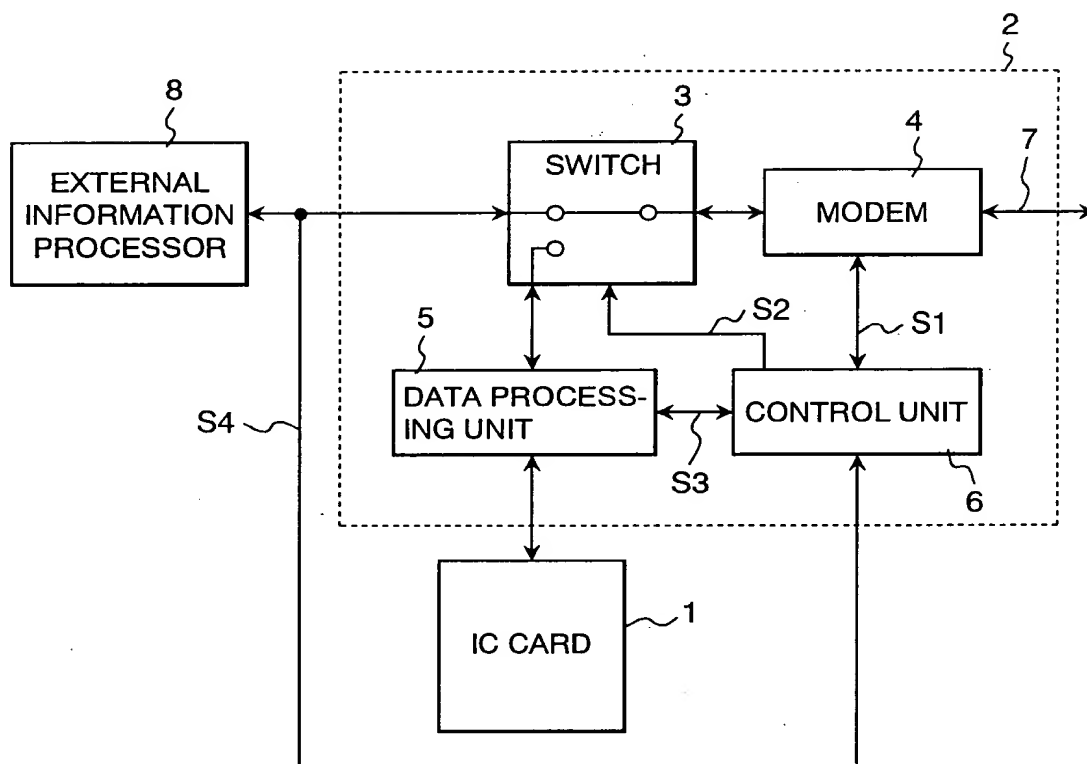 2
8
3
4
7
EXTERNAL
INFORMATION
PROCESSOR
SWITCH
MODEM
S2
S1
5
S4
DATA PROCESS-
ING UNIT
CONTROL UNIT
S3
6
IC CARD
1